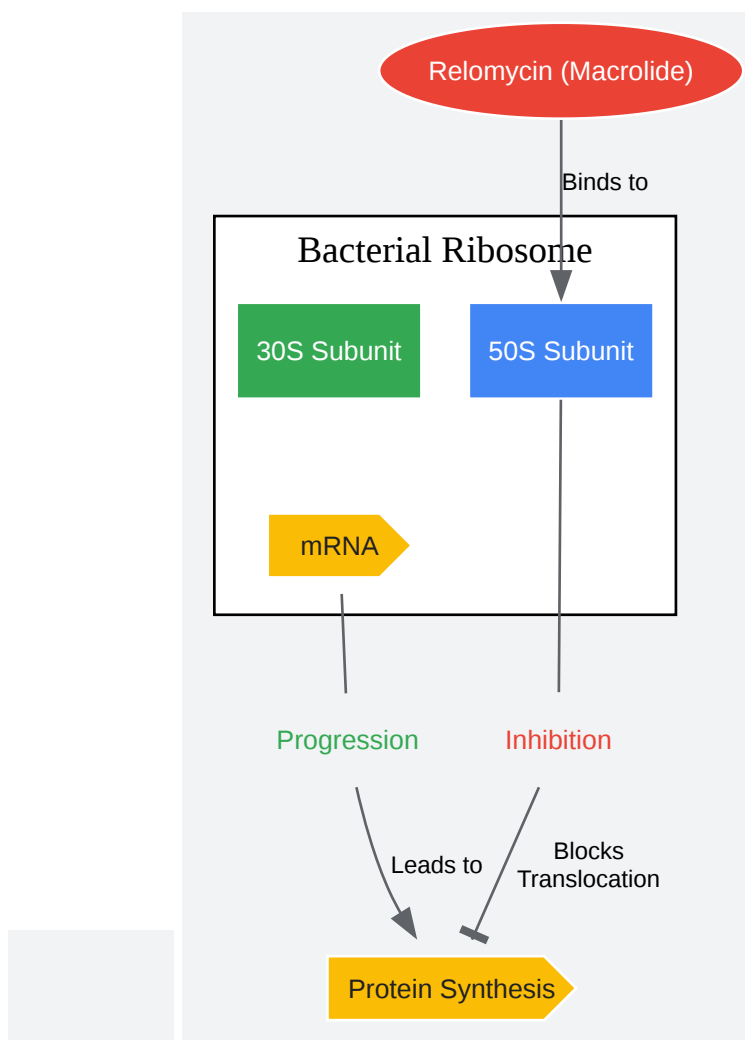 Relomycin (Macrolide)
Binds to
Bacterial Ribosome
30S Subunit
50S Subunit
mRNA
Progression
Inhibition
Leads to
Blocks
Translocation
Protein Synthesis